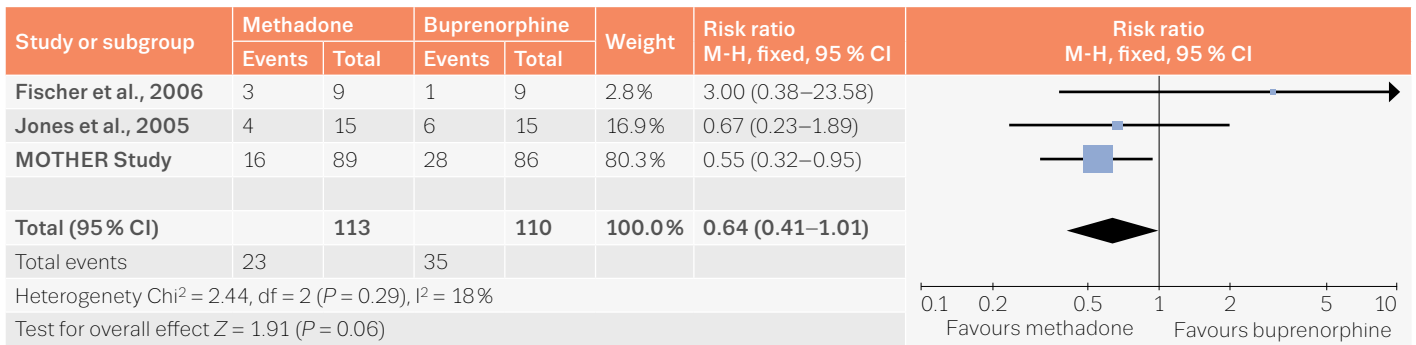 Study or subgroup Methadone Buprenorphine Weight Risk ratio M-H, fixed, 95 % CI Risk ratio M-H, fixed, 95 % CI
Events Total Events Total
Fischer et al., 2006 3 9 1 9 2.8 % 3.00 (0.38–23.58)
Jones et al., 2005 4 15 6 15 16.9 % 0.67 (0.23–1.89)
MOTHER Study 16 89 28 86 80.3 % 0.55 (0.32–0.95)
Total (95 % CI) 113 110 100.0 % 0.64 (0.41–1.01)
Total events 23 35
Heterogenety Chi² = 2.44, df = 2 (P = 0.29), I² = 18 %
Test for overall effect Z = 1.91 (P = 0.06)
0.1 0.2 0.5 1 2 5 10
Favours methadone Favours buprenorphine